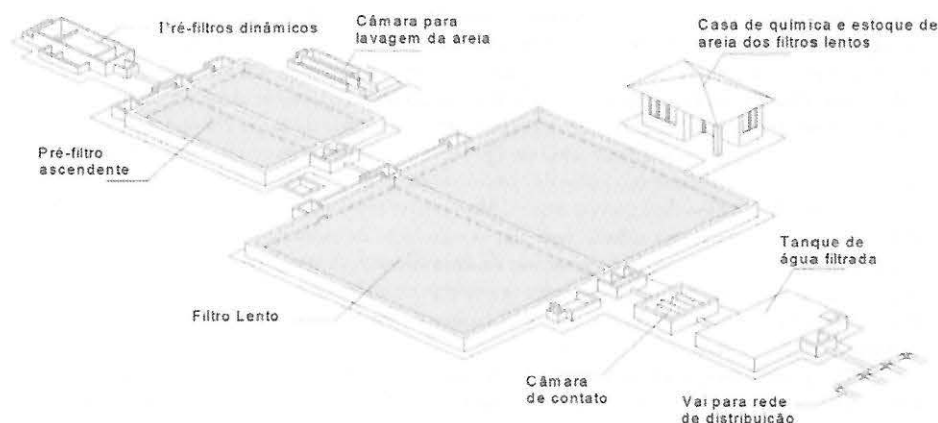 Pré-filtros dinâmicos
Câmara para
lavagem da areia
Casa de química e estoque de
areia dos filtros lentos
Pré-filtro
ascendente
Tanque de
água filtrada
Filtro Lento
Câmara
de contato
Vai para rede
de distribuição